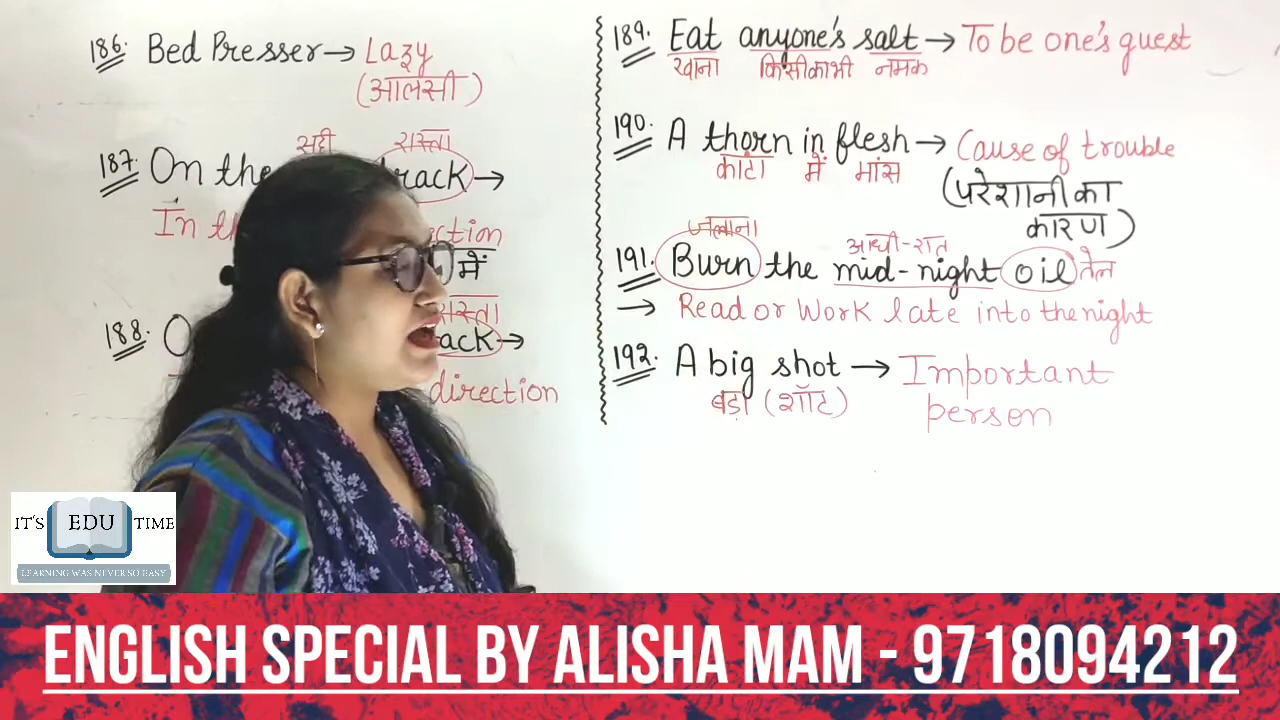 186. Bed Presser → Lazy
(आलसी)
सही रास्ता
187. On the rack →
In th ection
में
रास्ता
188. O ack →
direction
189. Eat anyone's salt → To be one's guest
खाना किसीकाभी नमक
190. A thorn in flesh → Cause of trouble
कांटा में मांस
(परेशानी का
कारण)
जलाना आधी-रात
191. Burn the mid-night oil तेल
→ Read or work late into the night
192. A big shot → Important
बड़ा (शॉट) person
IT'S EDU TIME
LEARNING WAS NEVER SO EASY
ENGLISH SPECIAL BY ALISHA MAM - 9718094212